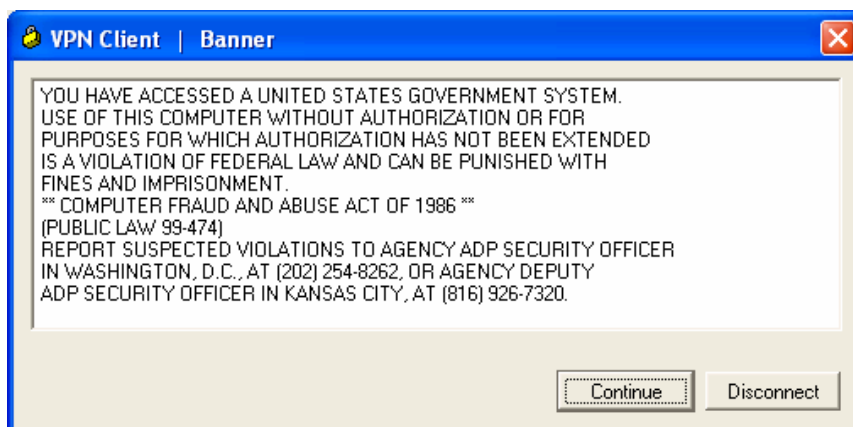 VPN Client | Banner
YOU HAVE ACCESSED A UNITED STATES GOVERNMENT SYSTEM.
USE OF THIS COMPUTER WITHOUT AUTHORIZATION OR FOR
PURPOSES FOR WHICH AUTHORIZATION HAS NOT BEEN EXTENDED
IS A VIOLATION OF FEDERAL LAW AND CAN BE PUNISHED WITH
FINES AND IMPRISONMENT.
** COMPUTER FRAUD AND ABUSE ACT OF 1986 **
(PUBLIC LAW 99-474)
REPORT SUSPECTED VIOLATIONS TO AGENCY ADP SECURITY OFFICER
IN WASHINGTON, D.C., AT (202) 254-8262, OR AGENCY DEPUTY
ADP SECURITY OFFICER IN KANSAS CITY, AT (816) 926-7320.
Continue Disconnect